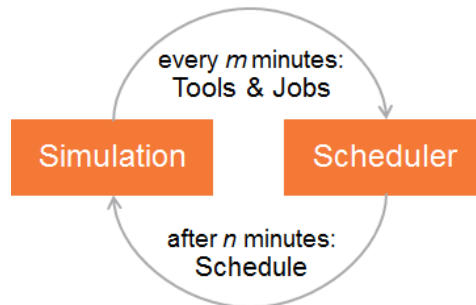 every m minutes:
Tools & Jobs
Simulation
Scheduler
after n minutes:
Schedule